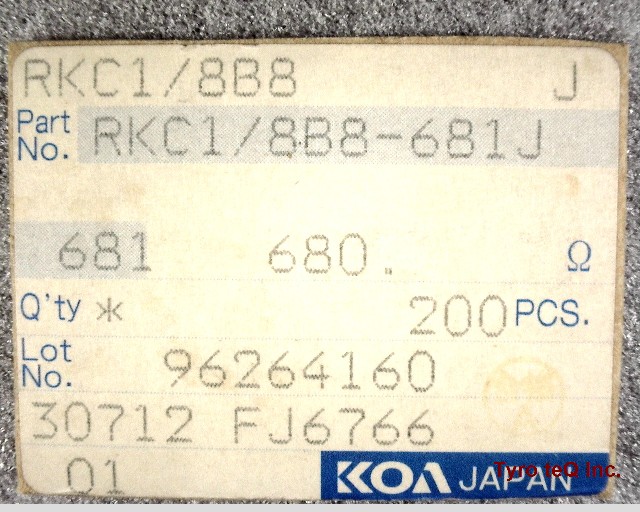 RKC1/8B8 J
Part No. RKC1/8B8-681J
681 680. Ω
Q'ty * 200 PCS.
Lot No. 96264160
30712 FJ6766
01
KOA JAPAN
Tyro teQ Inc.